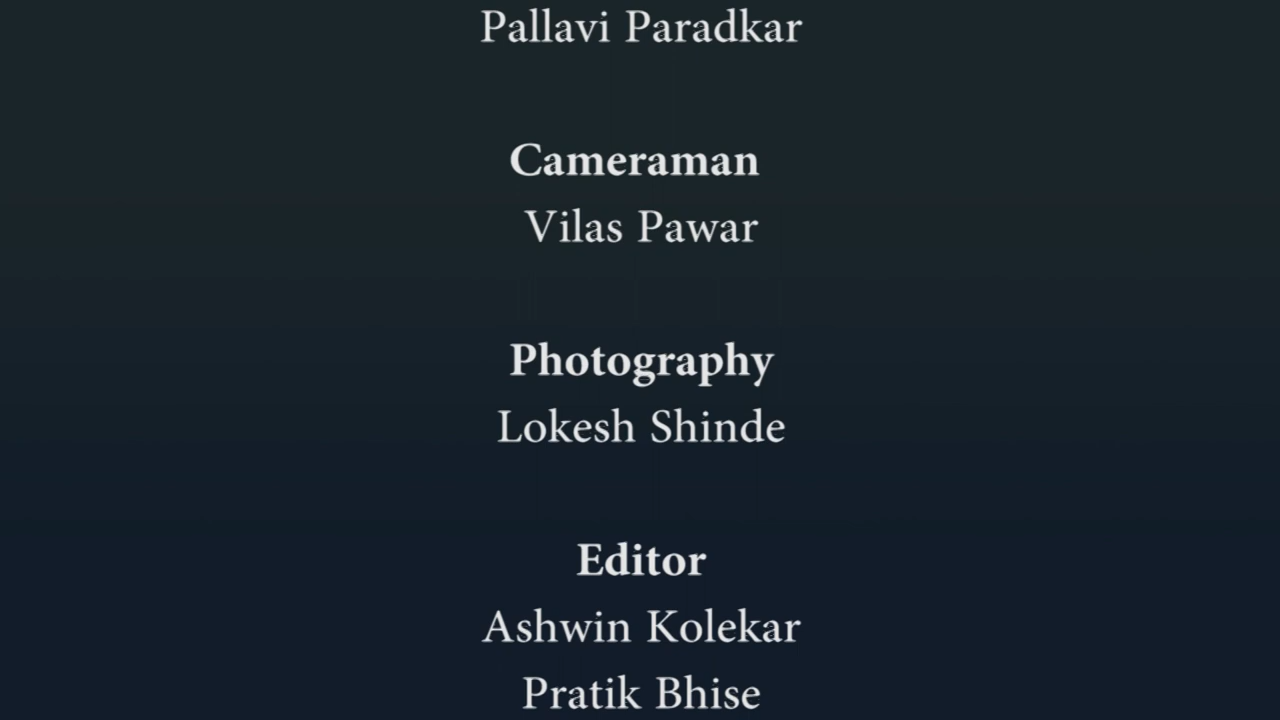 Pallavi Paradkar
Cameraman
Vilas Pawar
Photography
Lokesh Shinde
Editor
Ashwin Kolekar
Pratik Bhise